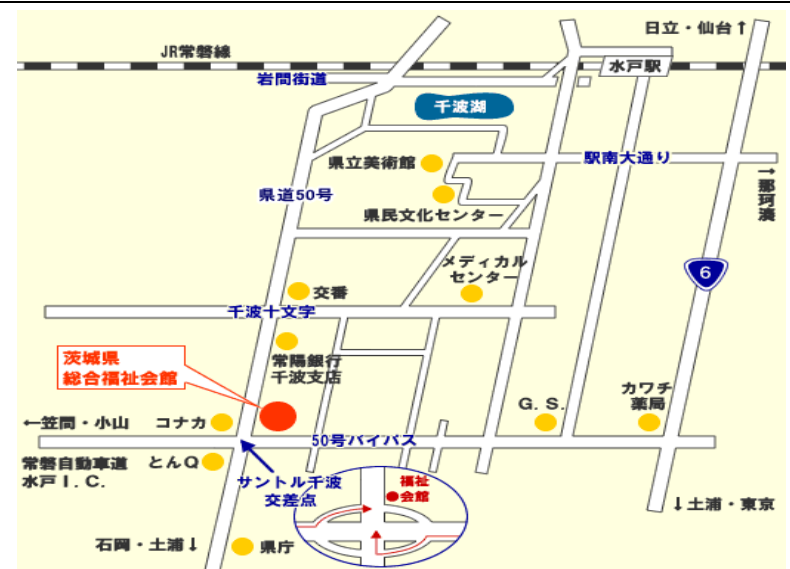 日立・仙台↑
JR常磐線
水戸駅
岩間街道
千波湖
県立美術館
駅南大通り
→那珂湊
県道50号
県民文化センター
メディカル
センター
6
交番
千波十文字
茨城県
総合福祉会館
常陽銀行
千波支店
カワチ
薬局
G. S.
←笠間・小山
コナカ
50号バイパス
常磐自動車道
水戸I.C.
とんQ
サントル千波
交差点
福祉
会館
↓土浦・東京
石岡・土浦↓
県庁